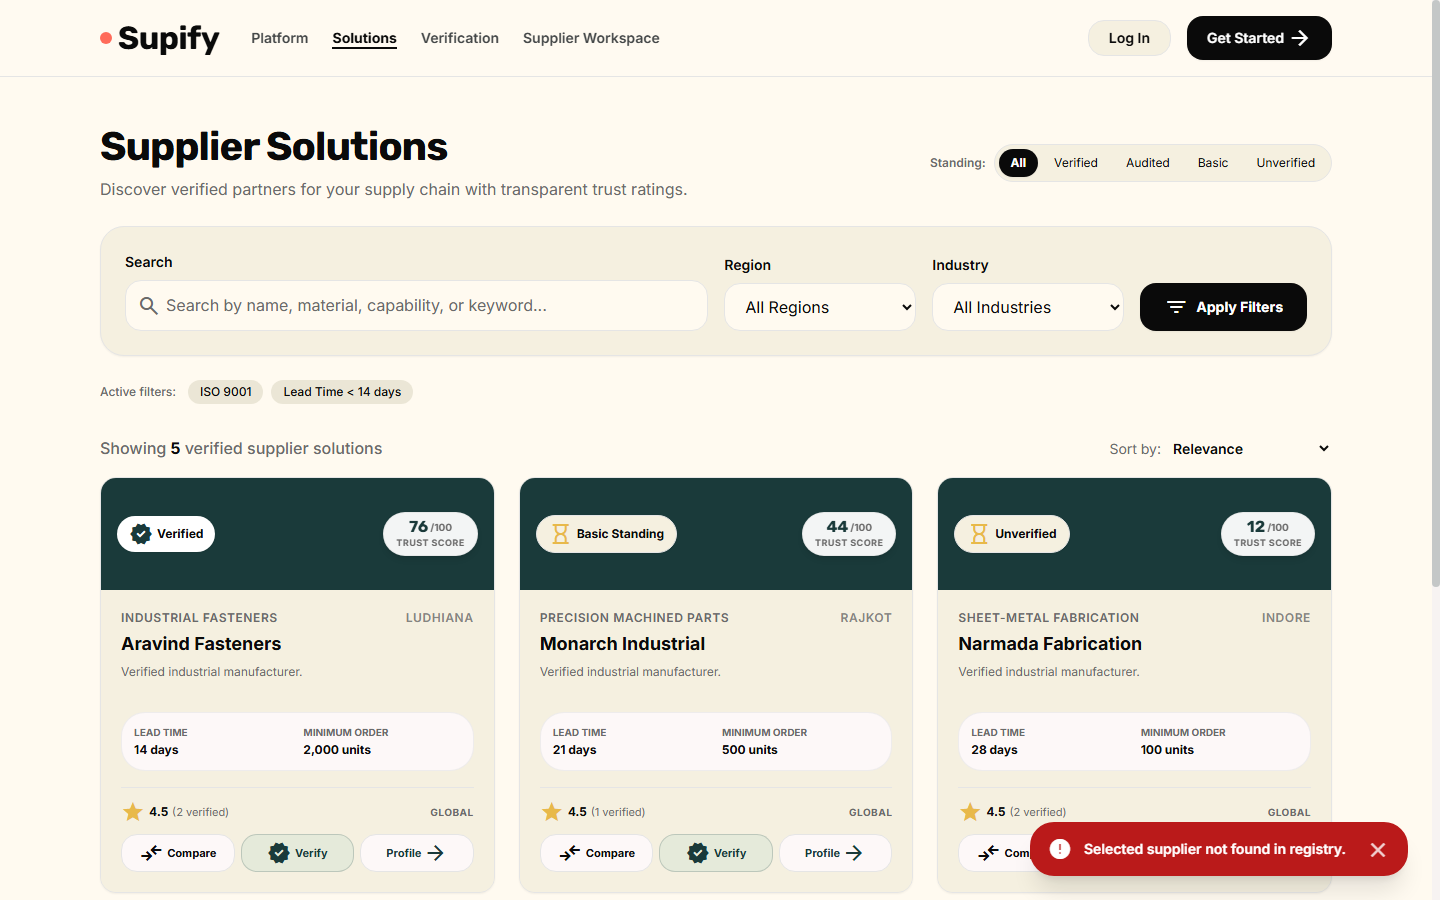 Supify
Platform
Solutions
Verification
Supplier Workspace
Log In
Get Started
Supplier Solutions
Discover verified partners for your supply chain with transparent trust ratings.
Standing:
All
Verified
Audited
Basic
Unverified
Search
Search by name, material, capability, or keyword...
Region
All Regions
Industry
All Industries
Apply Filters
Active filters:
ISO 9001
Lead Time < 14 days
Showing 5 verified supplier solutions
Sort by:
Relevance
Verified
76 /100
TRUST SCORE
INDUSTRIAL FASTENERS
LUDHIANA
Aravind Fasteners
Verified industrial manufacturer.
LEAD TIME
14 days
MINIMUM ORDER
2,000 units
4.5 (2 verified)
GLOBAL
Compare
Verify
Profile
Basic Standing
44 /100
TRUST SCORE
PRECISION MACHINED PARTS
RAJKOT
Monarch Industrial
Verified industrial manufacturer.
LEAD TIME
21 days
MINIMUM ORDER
500 units
4.5 (1 verified)
GLOBAL
Compare
Verify
Profile
Unverified
12 /100
TRUST SCORE
SHEET-METAL FABRICATION
INDORE
Narmada Fabrication
Verified industrial manufacturer.
LEAD TIME
28 days
MINIMUM ORDER
100 units
4.5 (2 verified)
GLOBAL
Com
Selected supplier not found in registry.